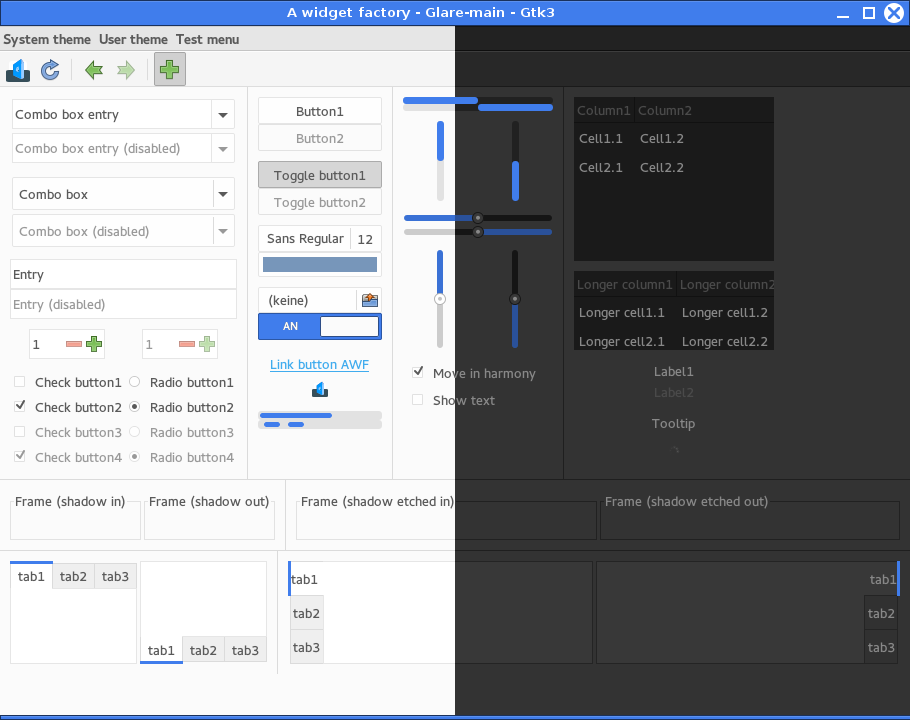 A widget factory - Glare-main - Gtk3
System theme User theme Test menu
Combo box entry
Combo box entry (disabled)
Combo box
Combo box (disabled)
Entry
Entry (disabled)
1
1
Check button1 Radio button1
Check button2 Radio button2
Check button3 Radio button3
Check button4 Radio button4
Button1
Button2
Toggle button1
Toggle button2
Sans Regular 12
(keine)
AN
Link button AWF
Move in harmony
Show text
Column1 Column2
Cell1.1 Cell1.2
Cell2.1 Cell2.2
Longer column1 Longer column2
Longer cell1.1 Longer cell1.2
Longer cell2.1 Longer cell2.2
Label1
Label2
Tooltip
Frame (shadow in) Frame (shadow out) Frame (shadow etched in) Frame (shadow etched out)
tab1 tab2 tab3
tab1 tab2 tab3
tab1
tab2
tab3
tab1
tab2
tab3